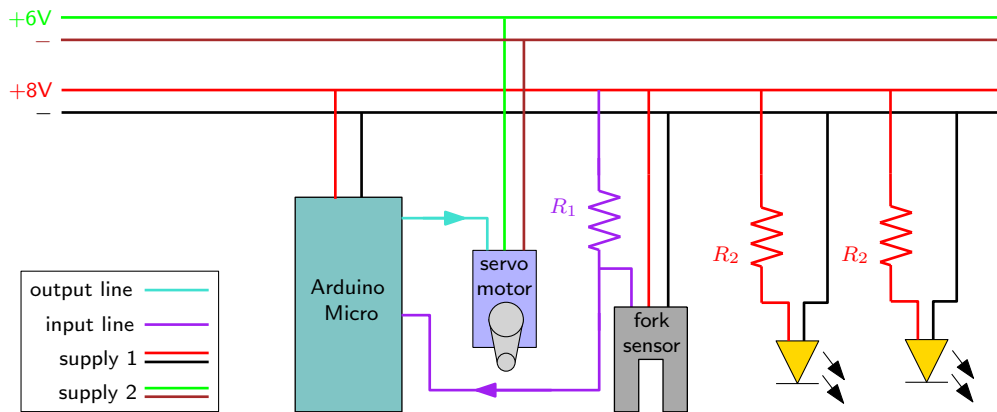 +6V
−
+8V
−
R1
R2
R2
Arduino
Micro
servo
motor
fork
sensor
output line
input line
supply 1
supply 2